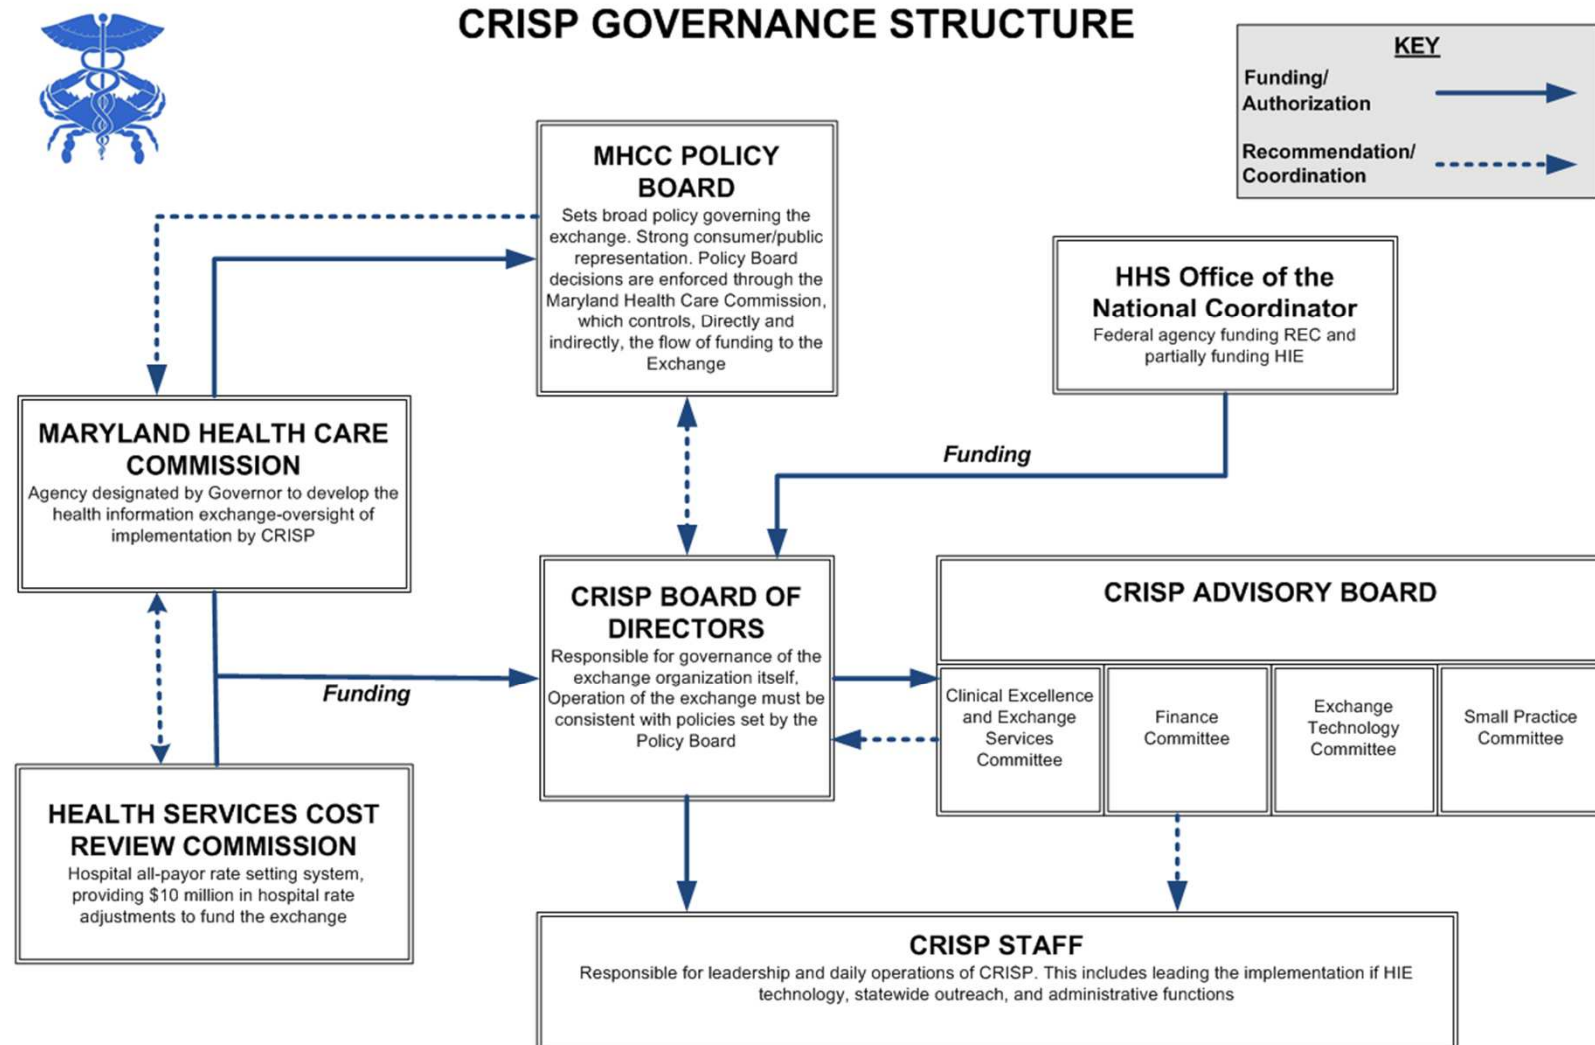 CRISP GOVERNANCE STRUCTURE
KEY
Funding/
Authorization
Recommendation/
Coordination
MHCC POLICY
BOARD
Sets broad policy governing the
exchange. Strong consumer/public
representation. Policy Board
decisions are enforced through the
Maryland Health Care Commission,
which controls, Directly and
indirectly, the flow of funding to the
Exchange
HHS Office of the
National Coordinator
Federal agency funding REC and
partially funding HIE
MARYLAND HEALTH CARE
COMMISSION
Agency designated by Governor to develop the
health information exchange-oversight of
implementation by CRISP
Funding
CRISP BOARD OF
DIRECTORS
Responsible for governance of the
exchange organization itself,
Operation of the exchange must be
consistent with policies set by the
Policy Board
CRISP ADVISORY BOARD
Clinical Excellence
and Exchange
Services
Committee
Finance
Committee
Exchange
Technology
Committee
Small Practice
Committee
Funding
HEALTH SERVICES COST
REVIEW COMMISSION
Hospital all-payor rate setting system,
providing $10 million in hospital rate
adjustments to fund the exchange
CRISP STAFF
Responsible for leadership and daily operations of CRISP. This includes leading the implementation if HIE
technology, statewide outreach, and administrative functions